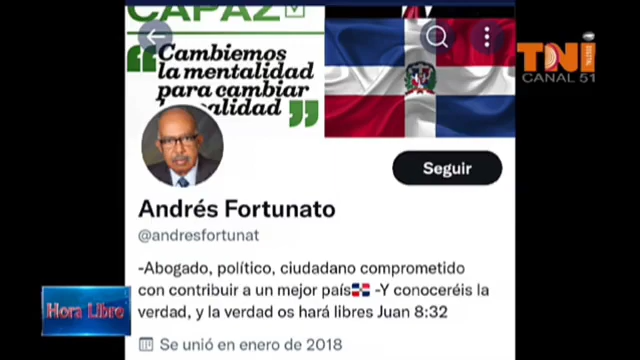 CAPAZ
Cambiemos
la mentalidad
para cambiar
la realidad
TNi
CANAL 51
Seguir
Andrés Fortunato
@andresfortunat
-Abogado, político, ciudadano comprometido
con contribuir a un mejor país🇩🇴 -Y conoceréis la
verdad, y la verdad os hará libres Juan 8:32
Se unió en enero de 2018
Hora Libre